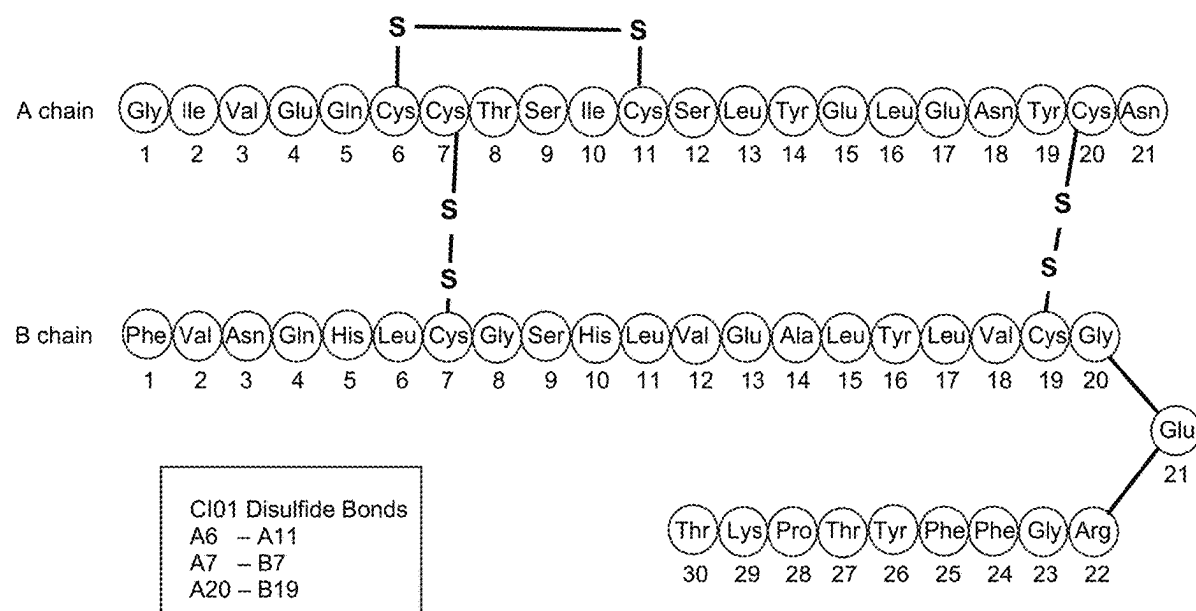 S S
A chain Gly Ile Val Glu Gln Cys Cys Thr Ser Ile Cys Ser Leu Tyr Glu Leu Glu Asn Tyr Cys Asn
1 2 3 4 5 6 7 8 9 10 11 12 13 14 15 16 17 18 19 20 21
S S
S S
B chain Phe Val Asn Gln His Leu Cys Gly Ser His Leu Val Glu Ala Leu Tyr Leu Val Cys Gly
1 2 3 4 5 6 7 8 9 10 11 12 13 14 15 16 17 18 19 20
Glu
21
CI01 Disulfide Bonds
A6 – A11
A7 – B7
A20 – B19
Thr Lys Pro Thr Tyr Phe Phe Gly Arg
30 29 28 27 26 25 24 23 22